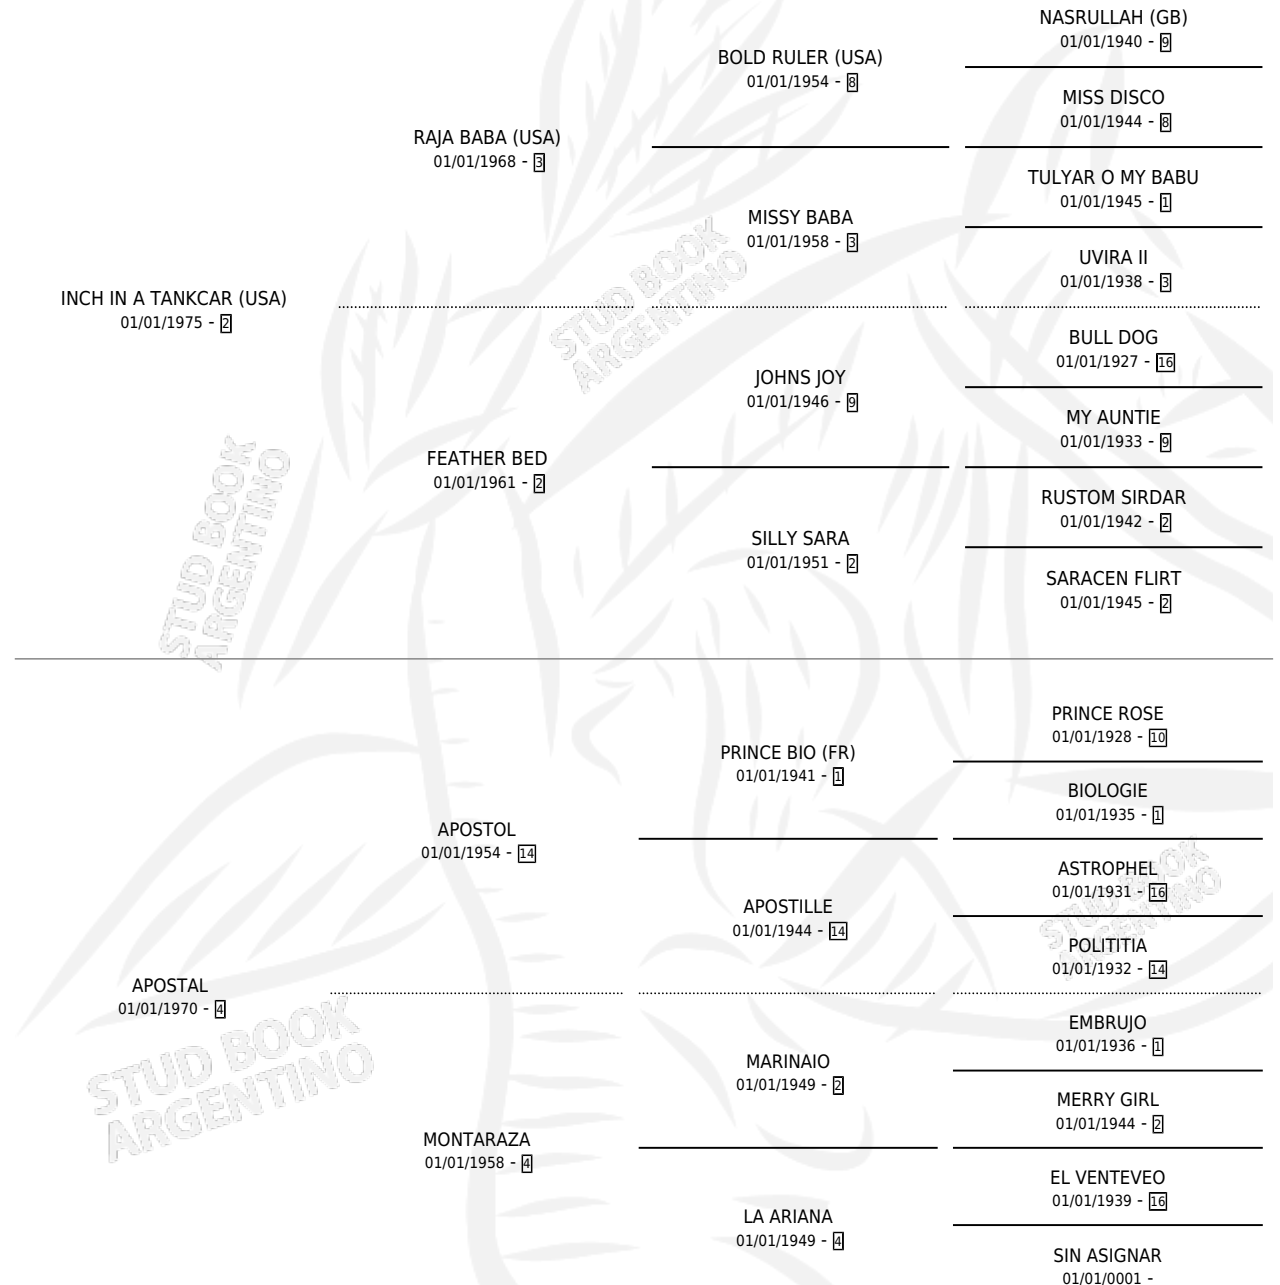 NASRULLAH (GB)
01/01/1940 - 9
BOLD RULER (USA)
01/01/1954 - 8
MISS DISCO
01/01/1944 - 8
RAJA BABA (USA)
01/01/1968 - 3
TULYAR O MY BABU
01/01/1945 - 1
MISSY BABA
01/01/1958 - 3
UVIRA II
01/01/1938 - 3
INCH IN A TANKCAR (USA)
01/01/1975 - 2
BULL DOG
01/01/1927 - 16
JOHNS JOY
01/01/1946 - 9
MY AUNTIE
01/01/1933 - 9
FEATHER BED
01/01/1961 - 2
RUSTOM SIRDAR
01/01/1942 - 2
SILLY SARA
01/01/1951 - 2
SARACEN FLIRT
01/01/1945 - 2
PRINCE ROSE
01/01/1928 - 10
PRINCE BIO (FR)
01/01/1941 - 1
BIOLOGIE
01/01/1935 - 1
APOSTOL
01/01/1954 - 14
ASTROPHEL
01/01/1931 - 16
APOSTILLE
01/01/1944 - 14
POLITITIA
01/01/1932 - 14
APOSTAL
01/01/1970 - 4
EMBRUJO
01/01/1936 - 1
MARINAIO
01/01/1949 - 2
MERRY GIRL
01/01/1944 - 2
MONTARAZA
01/01/1958 - 4
EL VENTEVEO
01/01/1939 - 16
LA ARIANA
01/01/1949 - 4
SIN ASIGNAR
01/01/0001 -
STUD BOOK
ARGENTINO
STUD BOOK
ARGENTINO
STUD BOOK
ARGENTINO
STUD BOOK
ARGENTINO